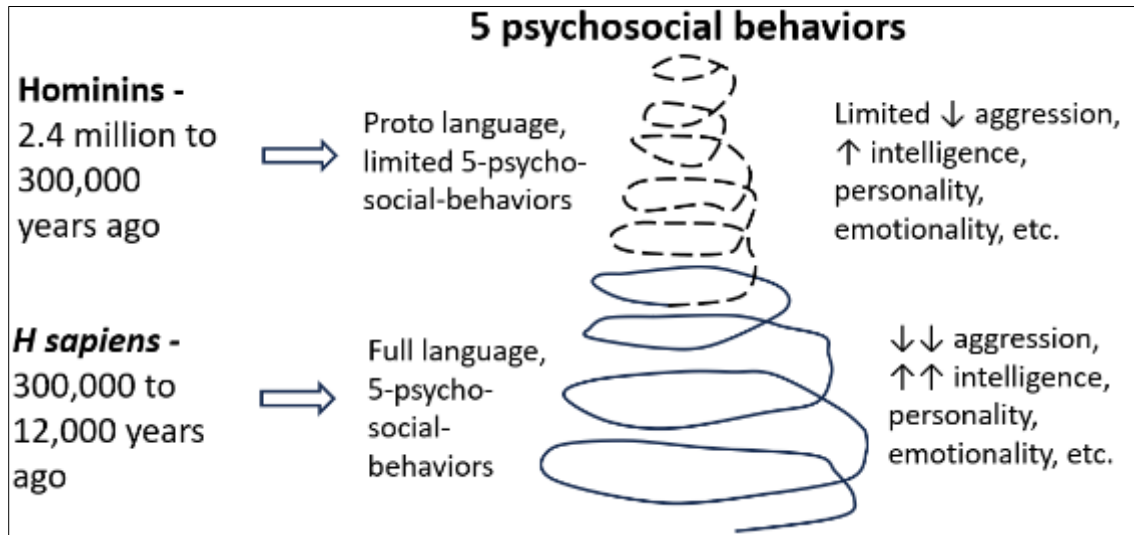 5 psychosocial behaviors
Hominins -
2.4 million to
300,000
years ago
Proto language,
limited 5-psycho-
social-behaviors
Limited ↓ aggression,
↑ intelligence,
personality,
emotionality, etc.
H sapiens -
300,000 to
12,000 years
ago
Full language,
5-psycho-
social-
behaviors
↓↓ aggression,
↑↑ intelligence,
personality,
emotionality, etc.